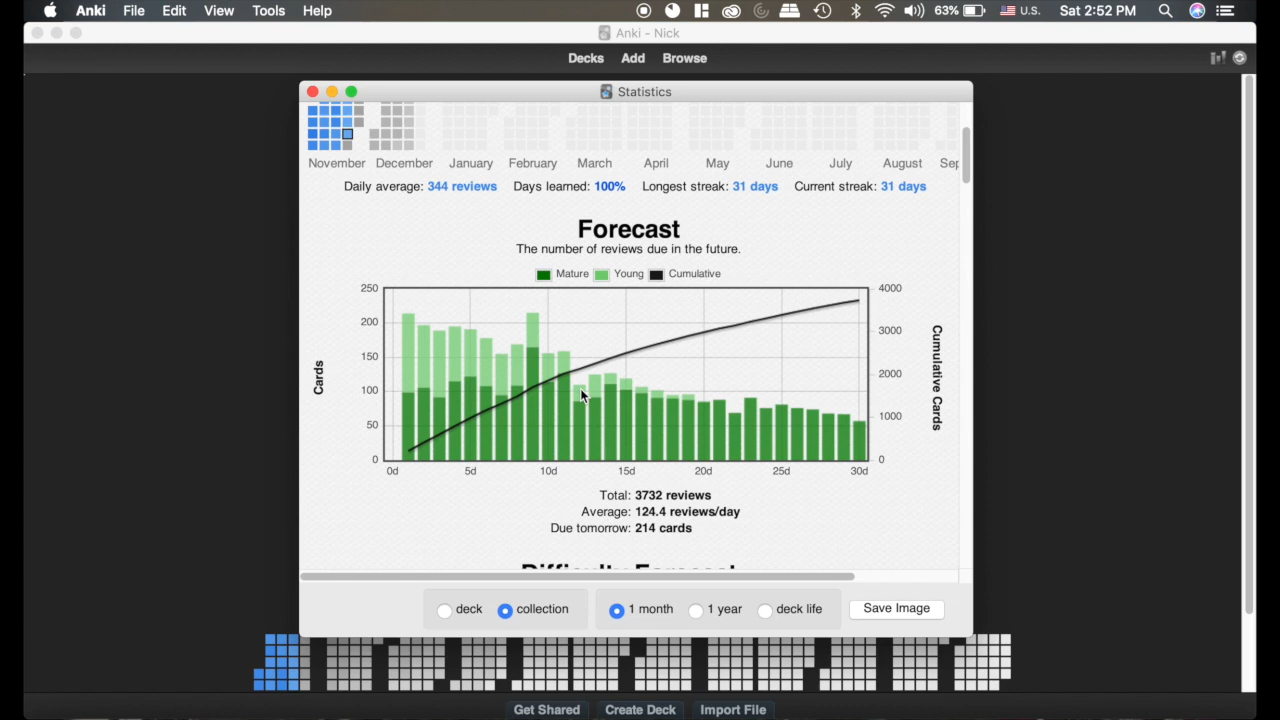 Anki File Edit View Tools Help 63% U.S. Sat 2:52 PM
Anki - Nick
Decks Add Browse
Statistics
November December January February March April May June July August Sep
Daily average: 344 reviews Days learned: 100% Longest streak: 31 days Current streak: 31 days
Forecast
The number of reviews due in the future.
Mature Young Cumulative
250 4000
200
3000
150
2000
100
1000
50
0 0
Cards
Cumulative Cards
0d 5d 10d 15d 20d 25d 30d
Total: 3732 reviews
Average: 124.4 reviews/day
Due tomorrow: 214 cards
Difficulty Forecast
deck collection 1 month 1 year deck life Save Image
Get Shared Create Deck Import File